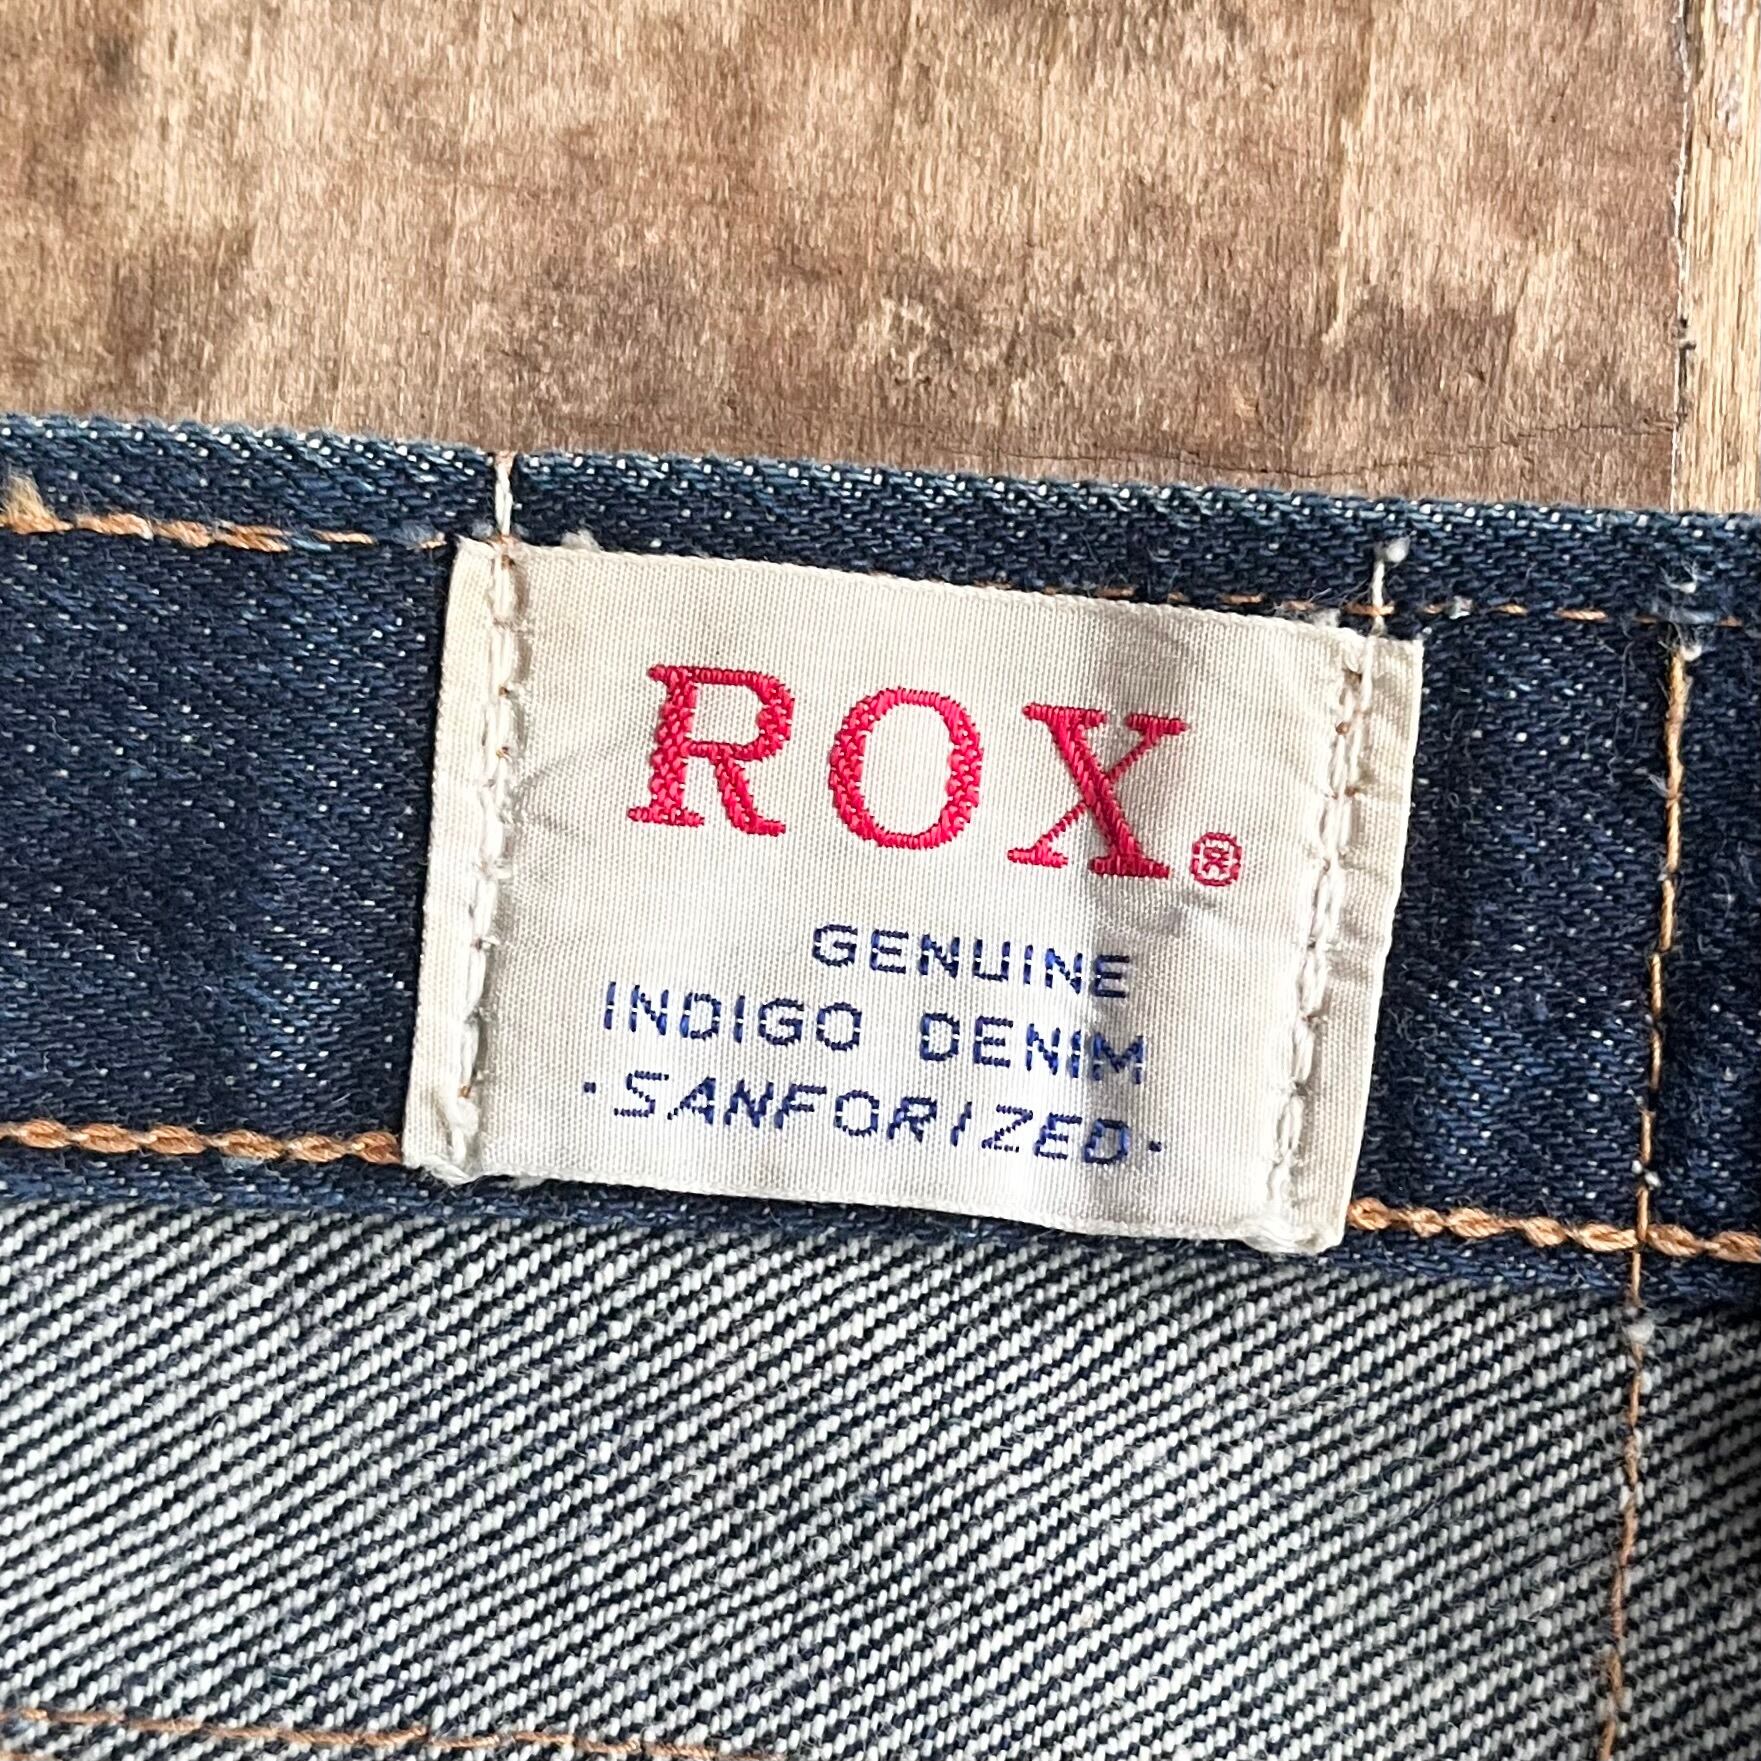 ROX®
GENUINE
INDIGO DENIM
·SANFORIZED·